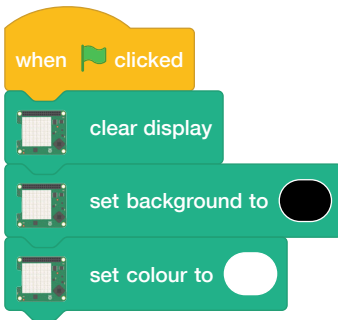 when clicked
clear display
set background to
set colour to